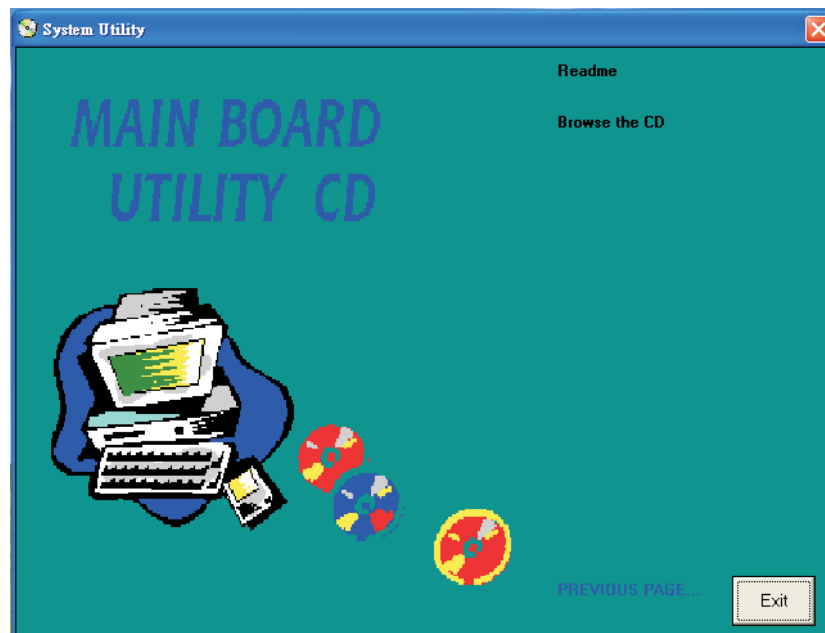 System Utility
MAIN BOARD
UTILITY CD
Readme
Browse the CD
PREVIOUS PAGE...
Exit